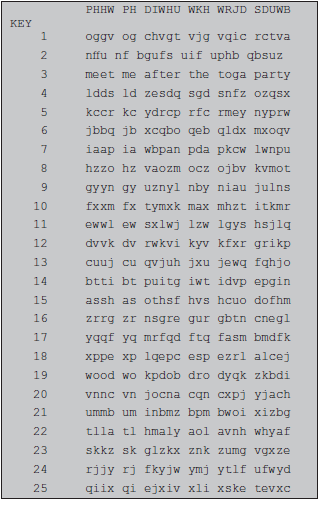 PHHW PH DIWHU WKH WRJD SDUWB
KEY
1 oggv og chvgt vjg vqic rctva
2 nffu nf bgufs uif uphb qbsuz
3 meet me after the toga party
4 ldds ld zesdq sgd snfz ozqsx
5 kccr kc ydrcp rfc rmey nyprw
6 jbbq jb xcqbo qeb qldx mxoqv
7 iaap ia wbpan pda pkcw lwnpu
8 hzzo hz vaozm ocz ojbv kvmot
9 gyyn gy uznyl nby niau julns
10 fxxm fx tymxk max mhzt itkmr
11 ewwl ew sxlwj lzw lgys hsjlq
12 dvvk dv rwkvi kyv kfxr grikp
13 cuuj cu qvjuh jxu jewq fqhjo
14 btti bt puitg iwt idvp epgin
15 assh as othsf hvs hcuo dofhm
16 zrrg zr nsgre gur gbtn cnegl
17 yqqf yq mrfqd ftq fasm bmdfk
18 xppe xp lqepc esp ezrl alcej
19 wood wo kpdob dro dyqk zkbdi
20 vnnc vn jocna cqn cxpj yjach
21 ummb um inbmz bpm bwoi xizbg
22 tlla tl hmaly aol avnh whyaf
23 skkz sk glzkx znk zumg vgxze
24 rjjy rj fkyjw ymj ytlf ufwyd
25 qiix qi ejxiv xli xske tevxc